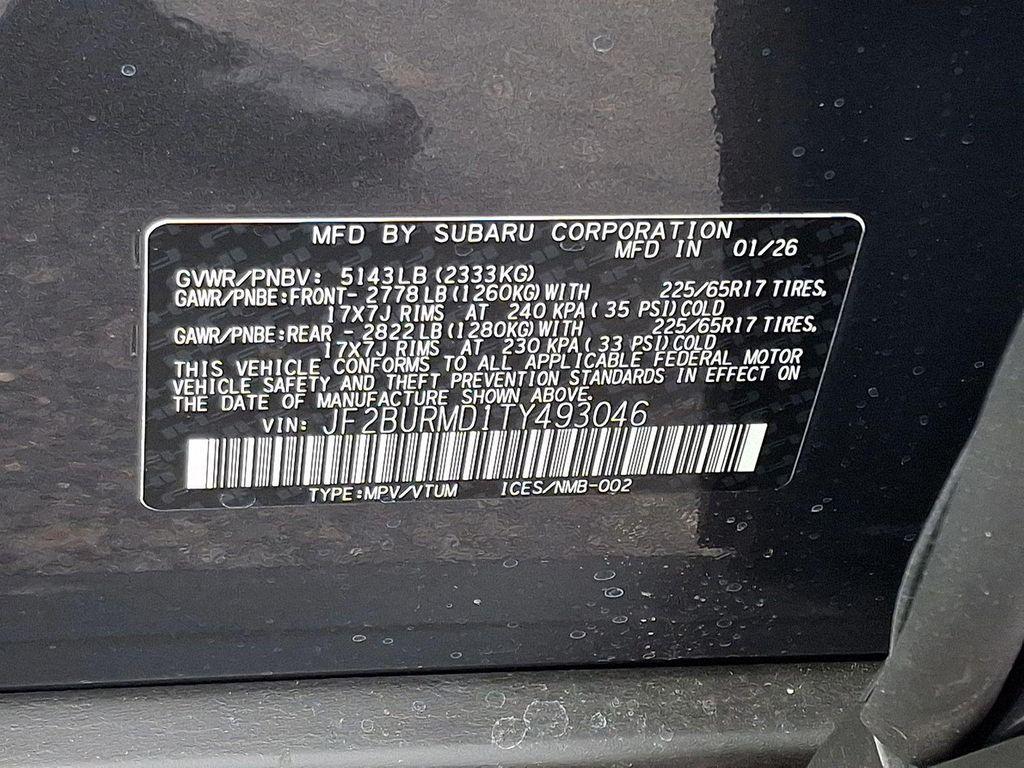 MFD BY SUBARU CORPORATION
MFD IN 01/26
GVWR/PNBV: 5143LB (2333KG)
GAWR/PNBE:FRONT- 2778 LB (1260KG) WITH 225/65R17 TIRES,
17X7J RIMS AT 240 KPA ( 35 PSI) COLD
GAWR/PNBE:REAR - 2822 LB (1280KG) WITH 225/65R17 TIRES,
17X7J RIMS AT 230 KPA ( 33 PSI) COLD
THIS VEHICLE CONFORMS TO ALL APPLICABLE FEDERAL MOTOR
VEHICLE SAFETY AND THEFT PREVENTION STANDARDS IN EFFECT ON
THE DATE OF MANUFACTURE SHOWN ABOVE.
VIN: JF2BURMD1TY493046
TYPE:MPV/VTUM ICES/NMB-002